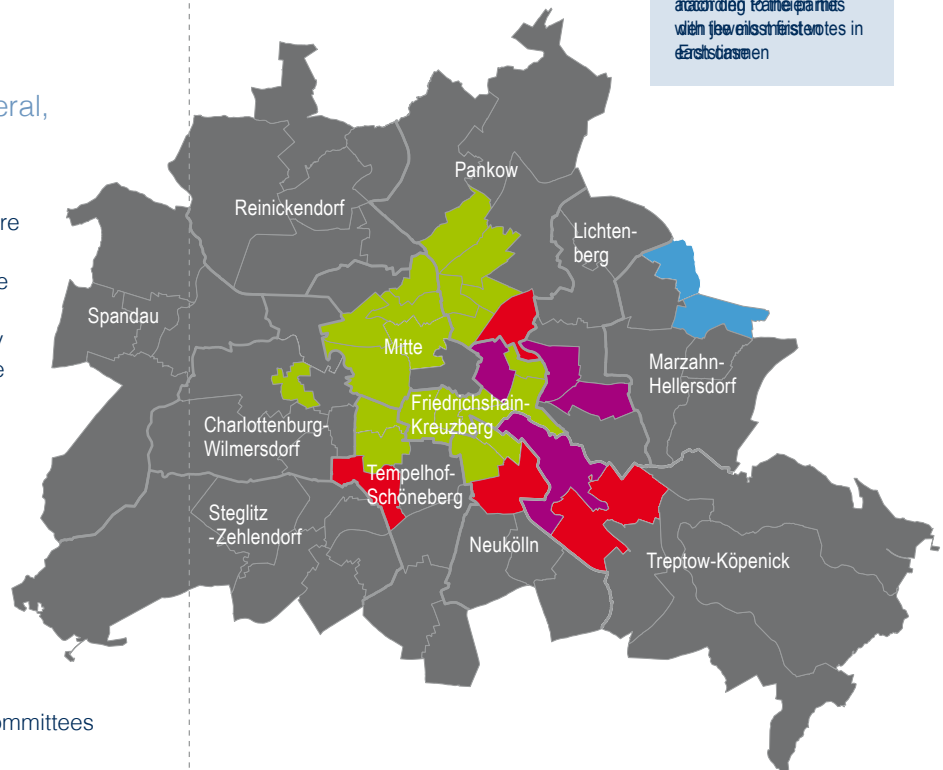 eral,
re
e
y
e
ommittees
Pankow
Reinickendorf
Lichten-
berg
Spandau
Mitte
Marzahn-
Hellersdorf
Friedrichshain-
Kreuzberg
Charlottenburg-
Wilmersdorf
Tempelhof-
Schöneberg
Steglitz
-Zehlendorf
Neukölln
Treptow-Köpenick